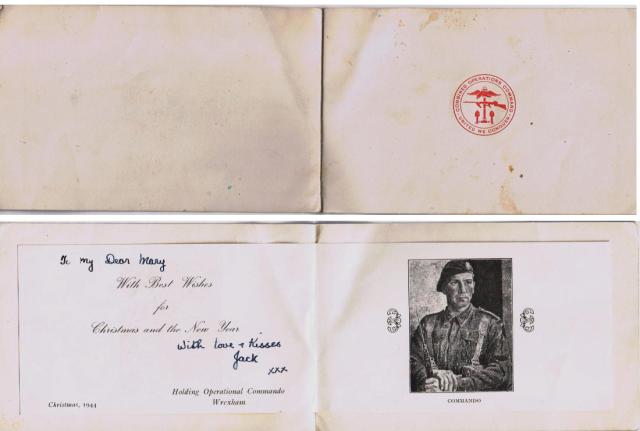 COMBINED OPERATIONS COMMAND
UNITED WE CONQUER
To my Dear Mary
With Best Wishes
for
Christmas and the New Year
With love + Kisses
Jack
xxx
Holding Operational Commando
Wrexham
Christmas, 1944
COMMANDO